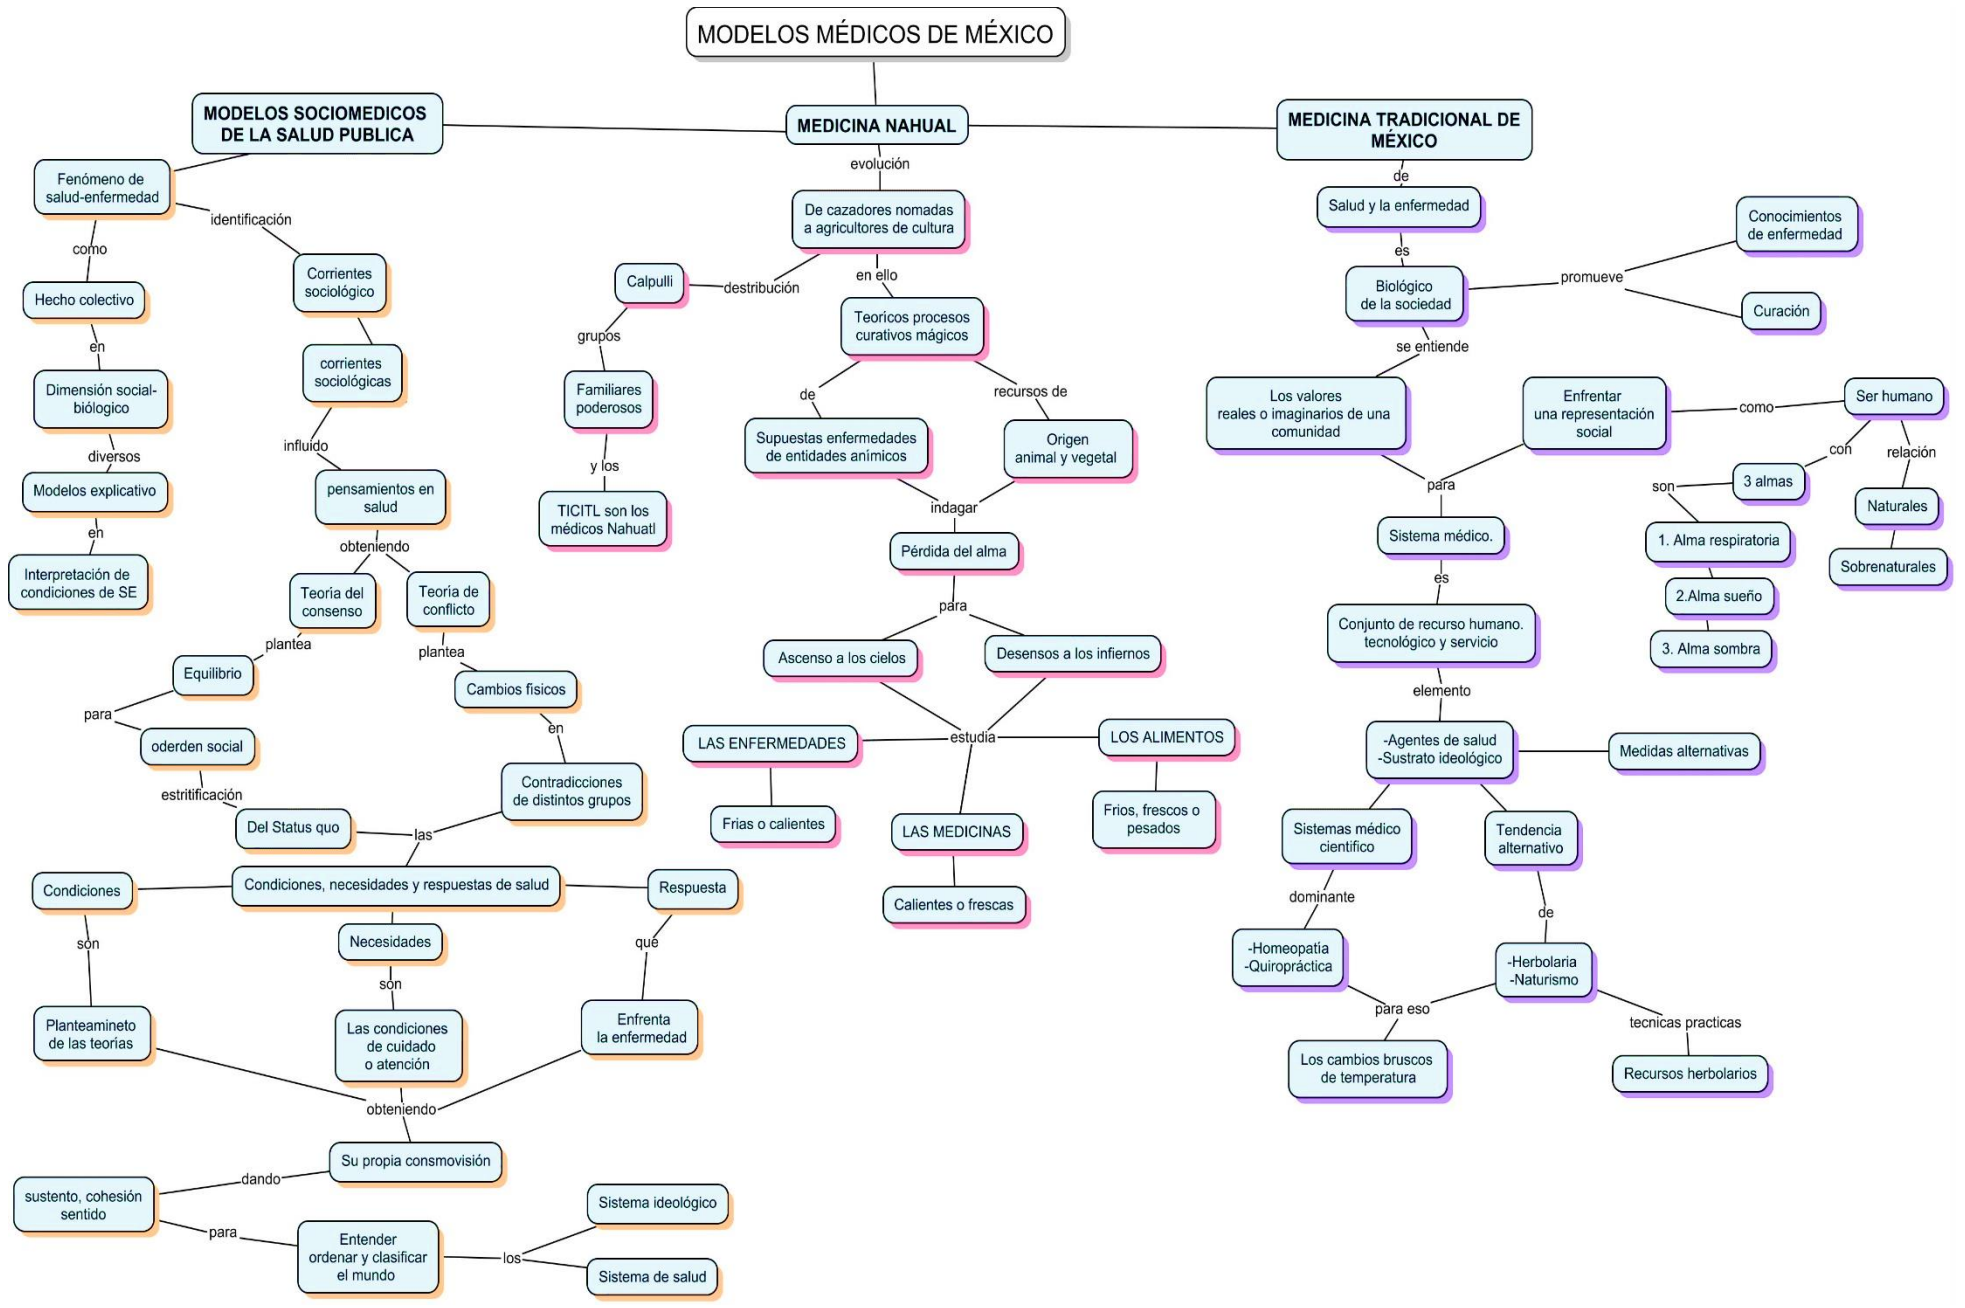 MODELOS MÉDICOS DE MÉXICO
MODELOS SOCIOMEDICOS
DE LA SALUD PUBLICA
Fenómeno de
salud-enfermedad
como
Hecho colectivo
en
Dimensión social-
biólogico
diversos
Modelos explicativo
en
Interpretación de
condiciones de SE
identificación
Corrientes
sociológico
corrientes
sociológicas
influido
pensamientos en
salud
obteniendo
Teoría del
consenso
plantea
Equilibrio
para
oderden social
estritificación
Del Status quo
Teoría de
conflicto
plantea
Cambios físicos
en
Contradicciones
de distintos grupos
las
Condiciones, necesidades y respuestas de salud
Condiciones
son
Planteamineto
de las teorías
Necesidades
son
Las condiciones
de cuidado
o atención
Respuesta
que
Enfrenta
la enfermedad
obteniendo
Su propia consmovisión
dando
sustento, cohesión
sentido
para
Entender
ordenar y clasificar
el mundo
los
Sistema ideológico
Sistema de salud
MEDICINA NAHUAL
evolución
De cazadores nomadas
a agricultores de cultura
destribución
Calpulli
grupos
Familiares
poderosos
y los
TICITL son los
médicos Nahuatl
en ello
Teoricos procesos
curativos mágicos
de
Supuestas enfermedades
de entidades anímicos
recursos de
Origen
animal y vegetal
indagar
Pérdida del alma
para
Ascenso a los cielos
Desensos a los infiernos
estudia
LAS ENFERMEDADES
Frias o calientes
LAS MEDICINAS
Calientes o frescas
LOS ALIMENTOS
Frios, frescos o
pesados
MEDICINA TRADICIONAL DE
MÉXICO
de
Salud y la enfermedad
es
Biológico
de la sociedad
promueve
Conocimientos
de enfermedad
Curación
se entiende
Los valores
reales o imaginarios de una
comunidad
Enfrentar
una representación
social
como
Ser humano
con
3 almas
son
1. Alma respiratoria
2.Alma sueño
3. Alma sombra
relación
Naturales
Sobrenaturales
para
Sistema médico.
es
Conjunto de recurso humano.
tecnológico y servicio
elemento
-Agentes de salud
-Sustrato ideológico
Medidas alternativas
Sistemas médico
cientifico
dominante
-Homeopatía
-Quiropráctica
Tendencia
alternativo
de
-Herbolaria
-Naturismo
para eso
Los cambios bruscos
de temperatura
tecnicas practicas
Recursos herbolarios